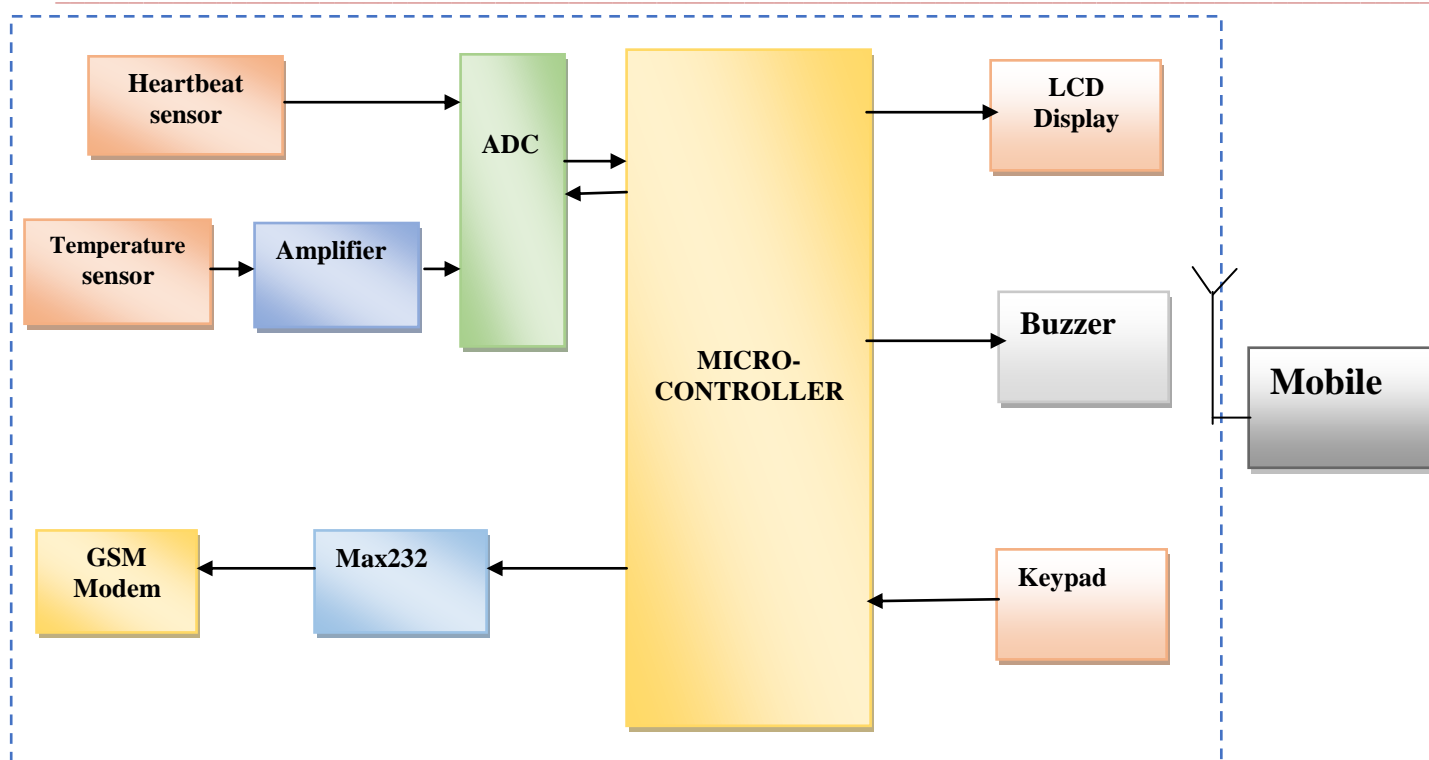 Heartbeat
sensor
ADC
LCD
Display
Temperature
sensor
Amplifier
Buzzer
MICRO-
CONTROLLER
Mobile
GSM
Modem
Max232
Keypad